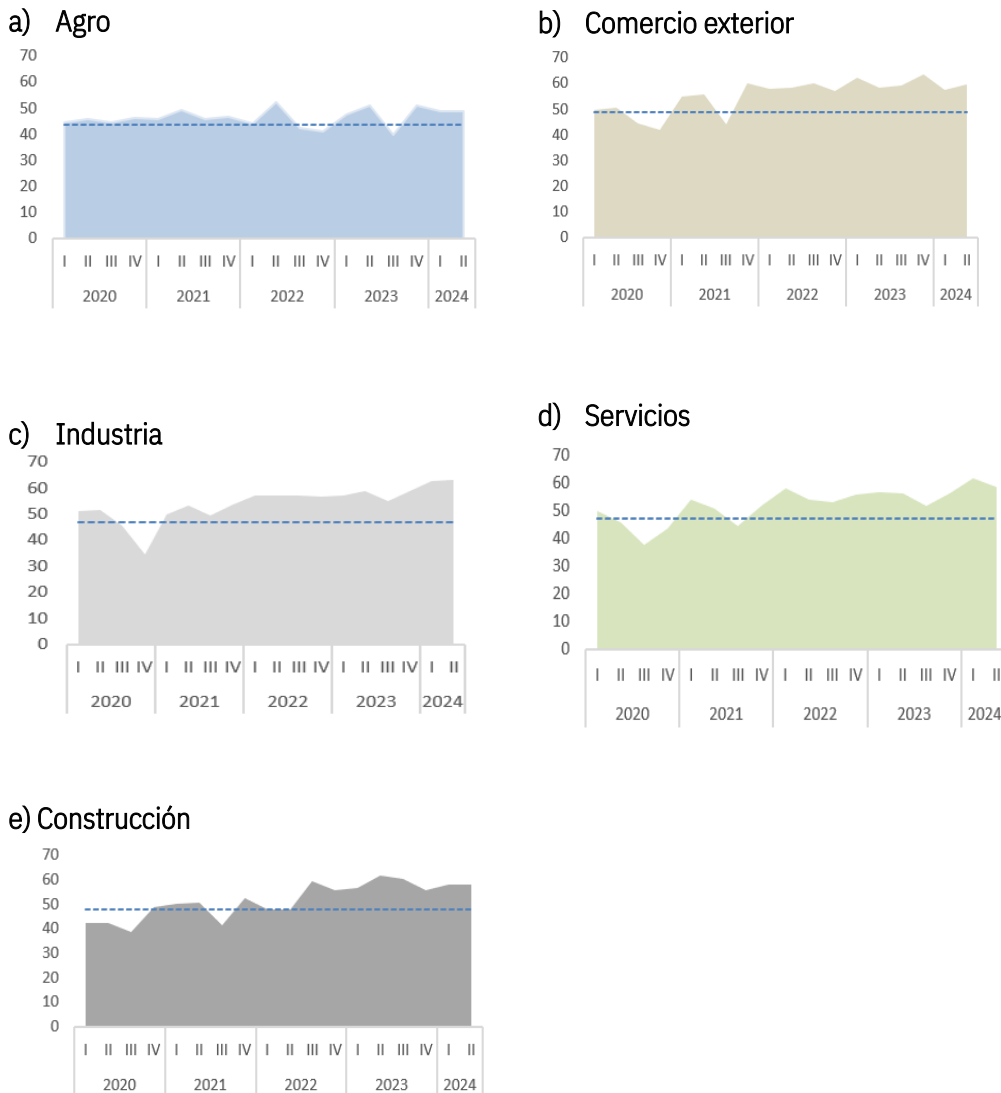 a) Agro
70
60
50
40
30
20
10
0
I II III IV I II III IV I II III IV I II III IV I II
2020 2021 2022 2023 2024
b) Comercio exterior
70
60
50
40
30
20
10
0
I II III IV I II III IV I II III IV I II III IV I II
2020 2021 2022 2023 2024
c) Industria
70
60
50
40
30
20
10
0
I II III IV I II III IV I II III IV I II III IV I II
2020 2021 2022 2023 2024
d) Servicios
70
60
50
40
30
20
10
0
I II III IV I II III IV I II III IV I II III IV I II
2020 2021 2022 2023 2024
e) Construcción
70
60
50
40
30
20
10
0
I II III IV I II III IV I II III IV I II III IV I II
2020 2021 2022 2023 2024